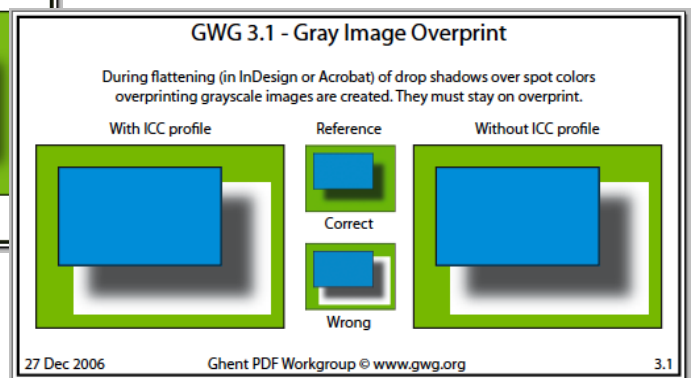 GWG 3.1 - Gray Image Overprint
During flattening (in InDesign or Acrobat) of drop shadows over spot colors
overprinting grayscale images are created. They must stay on overprint.
With ICC profile
Reference
Without ICC profile
Correct
Wrong
27 Dec 2006
Ghent PDF Workgroup © www.gwg.org
3.1